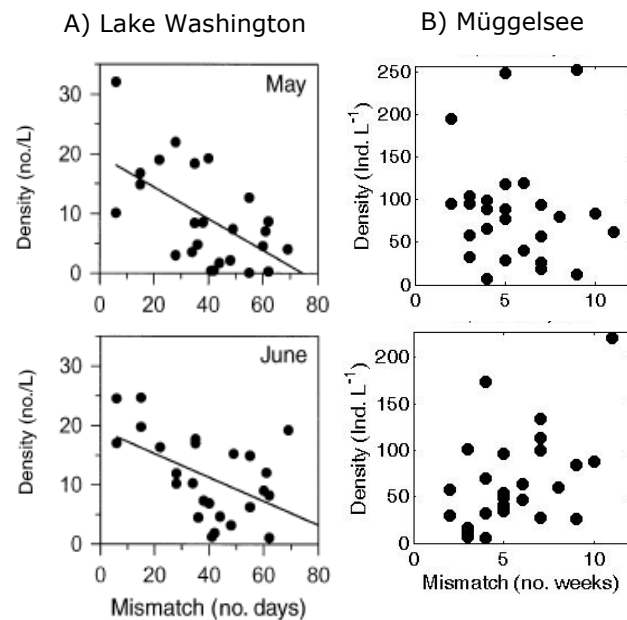 A) Lake Washington
B) Müggelsee
May
Density (no./L)
30
20
10
0
0 20 40 60 80
Density (Ind. L⁻¹)
250
200
150
100
50
0
0 5 10
June
Density (no./L)
30
20
10
0
0 20 40 60 80
Mismatch (no. days)
Density (Ind. L⁻¹)
200
150
100
50
0
0 5 10
Mismatch (no. weeks)